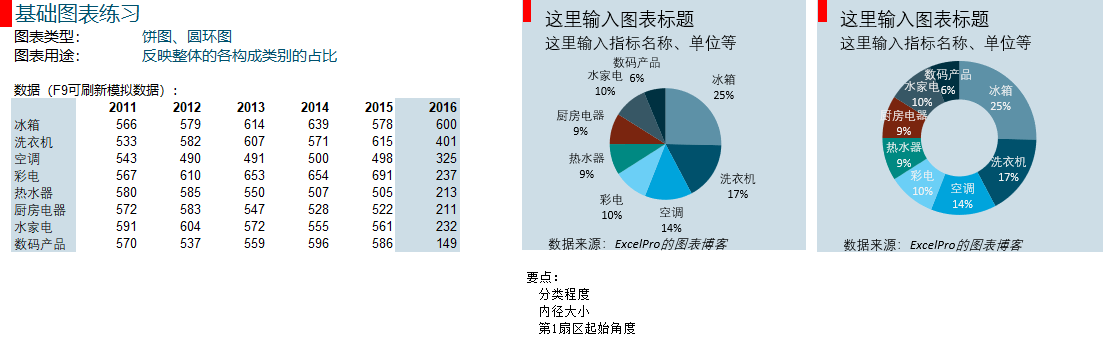 基础图表练习
图表类型： 饼图、圆环图
图表用途： 反映整体的各构成类别的占比
数据（F9可刷新模拟数据）：
2011 2012 2013 2014 2015 2016
冰箱 566 579 614 639 578 600
洗衣机 533 582 607 571 615 401
空调 543 490 491 500 498 325
彩电 567 610 653 654 691 237
热水器 580 585 550 507 505 213
厨房电器 572 583 547 528 522 211
水家电 591 604 572 555 561 232
数码产品 570 537 559 596 586 149
这里输入图表标题
这里输入指标名称、单位等
数码产品
6%
水家电
10%
冰箱
25%
厨房电器
9%
热水器
9%
彩电
10%
空调
14%
洗衣机
17%
数据来源：ExcelPro的图表博客
这里输入图表标题
这里输入指标名称、单位等
数码产品
6%
水家电
10%
冰箱
25%
厨房电器
9%
热水器
9%
彩电
10%
空调
14%
洗衣机
17%
数据来源：ExcelPro的图表博客
要点：
分类程度
内径大小
第1扇区起始角度